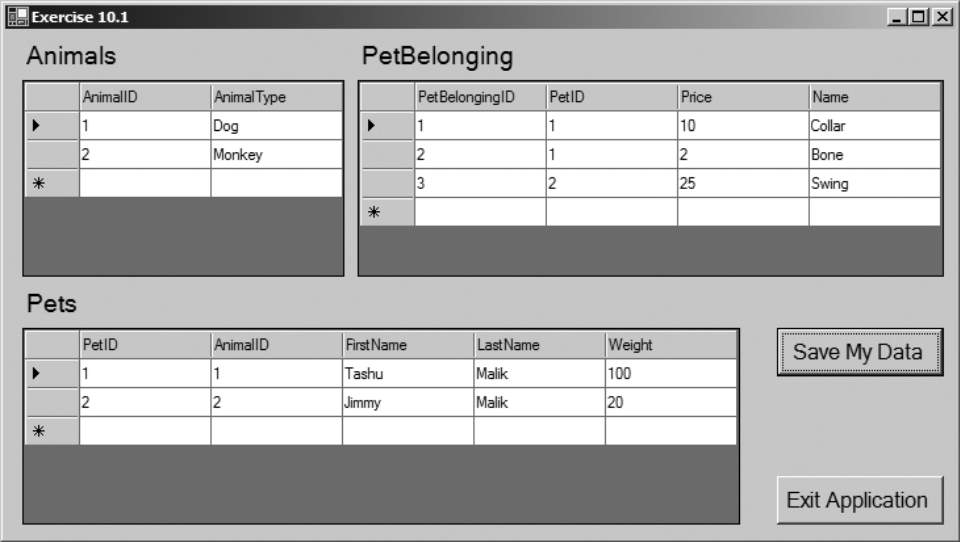 Exercise 10.1
Animals
AnimalID AnimalType
1 Dog
2 Monkey
PetBelonging
PetBelongingID PetID Price Name
1 1 10 Collar
2 1 2 Bone
3 2 25 Swing
Pets
PetID AnimalID FirstName LastName Weight
1 1 Tashu Malik 100
2 2 Jimmy Malik 20
Save My Data
Exit Application